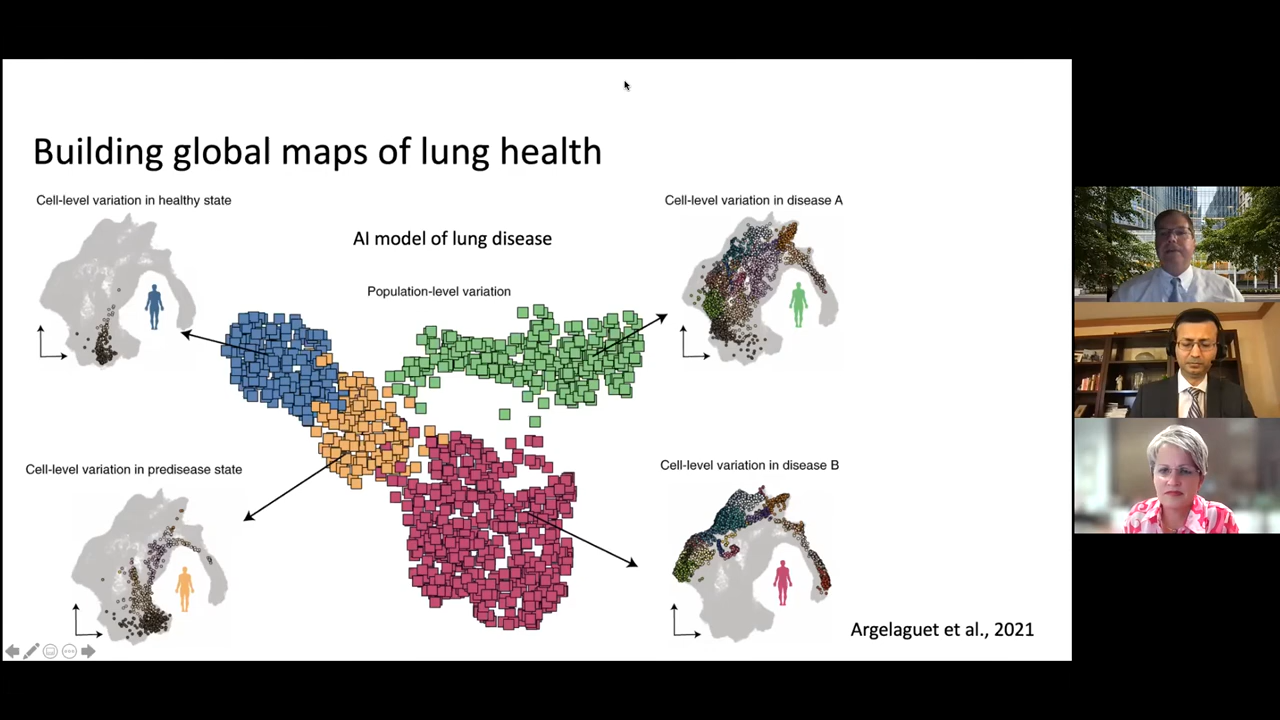 Building global maps of lung health
Cell-level variation in healthy state
Cell-level variation in disease A
AI model of lung disease
Population-level variation
Cell-level variation in predisease state
Cell-level variation in disease B
Argelaguet et al., 2021